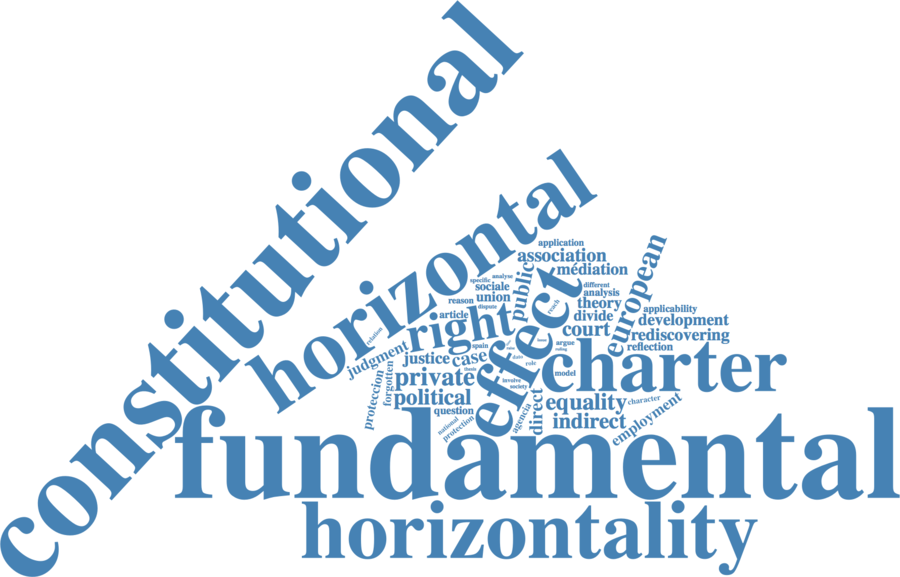 constitutional
horizontal
application
association
médiation
european
specific
analyse
sociale
different
public
effect
reason
union
analysis
dispute
reach
theory
applicability
article
right
divide
development
relation
court
rediscovering
judgment
spain
argue
reflection
justice
case
charter
thesis
model
private
involve
society
proteccion
forgotten
political
direct
equality
character
question
indirect
employment
national
protection
agencia
fundamental
horizontality